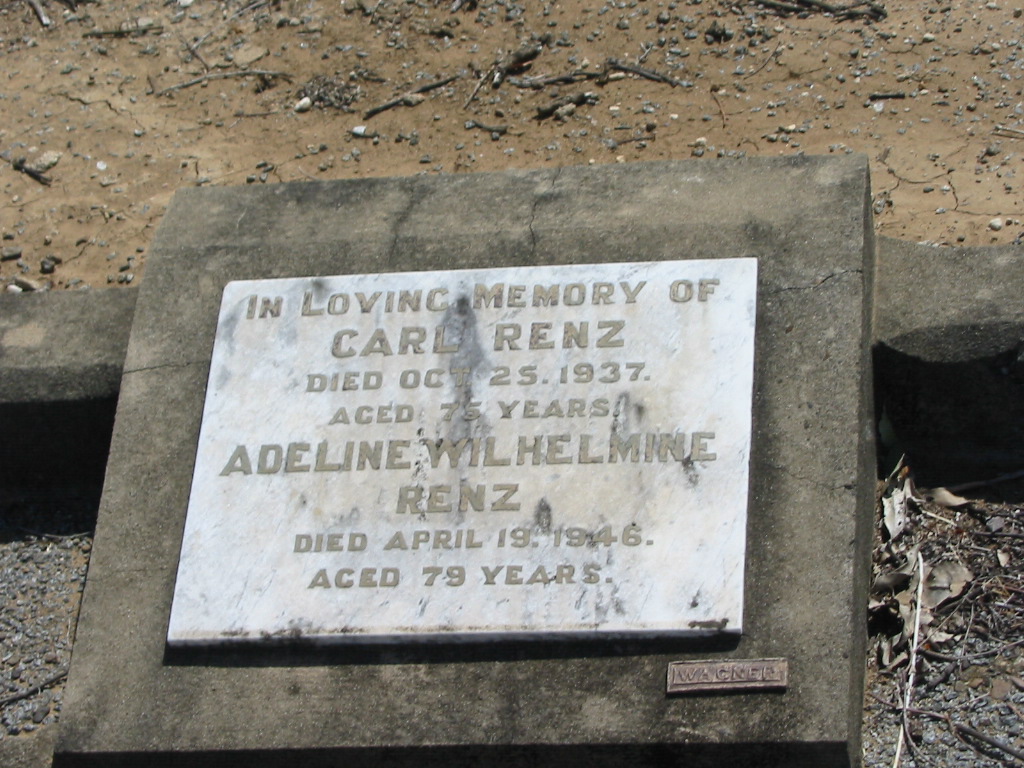 IN LOVING MEMORY OF
CARL RENZ
DIED OCT 25. 1937.
AGED 75 YEARS.
ADELINE WILHELMINE
RENZ
DIED APRIL 19. 1946.
AGED 79 YEARS.
WAGNER